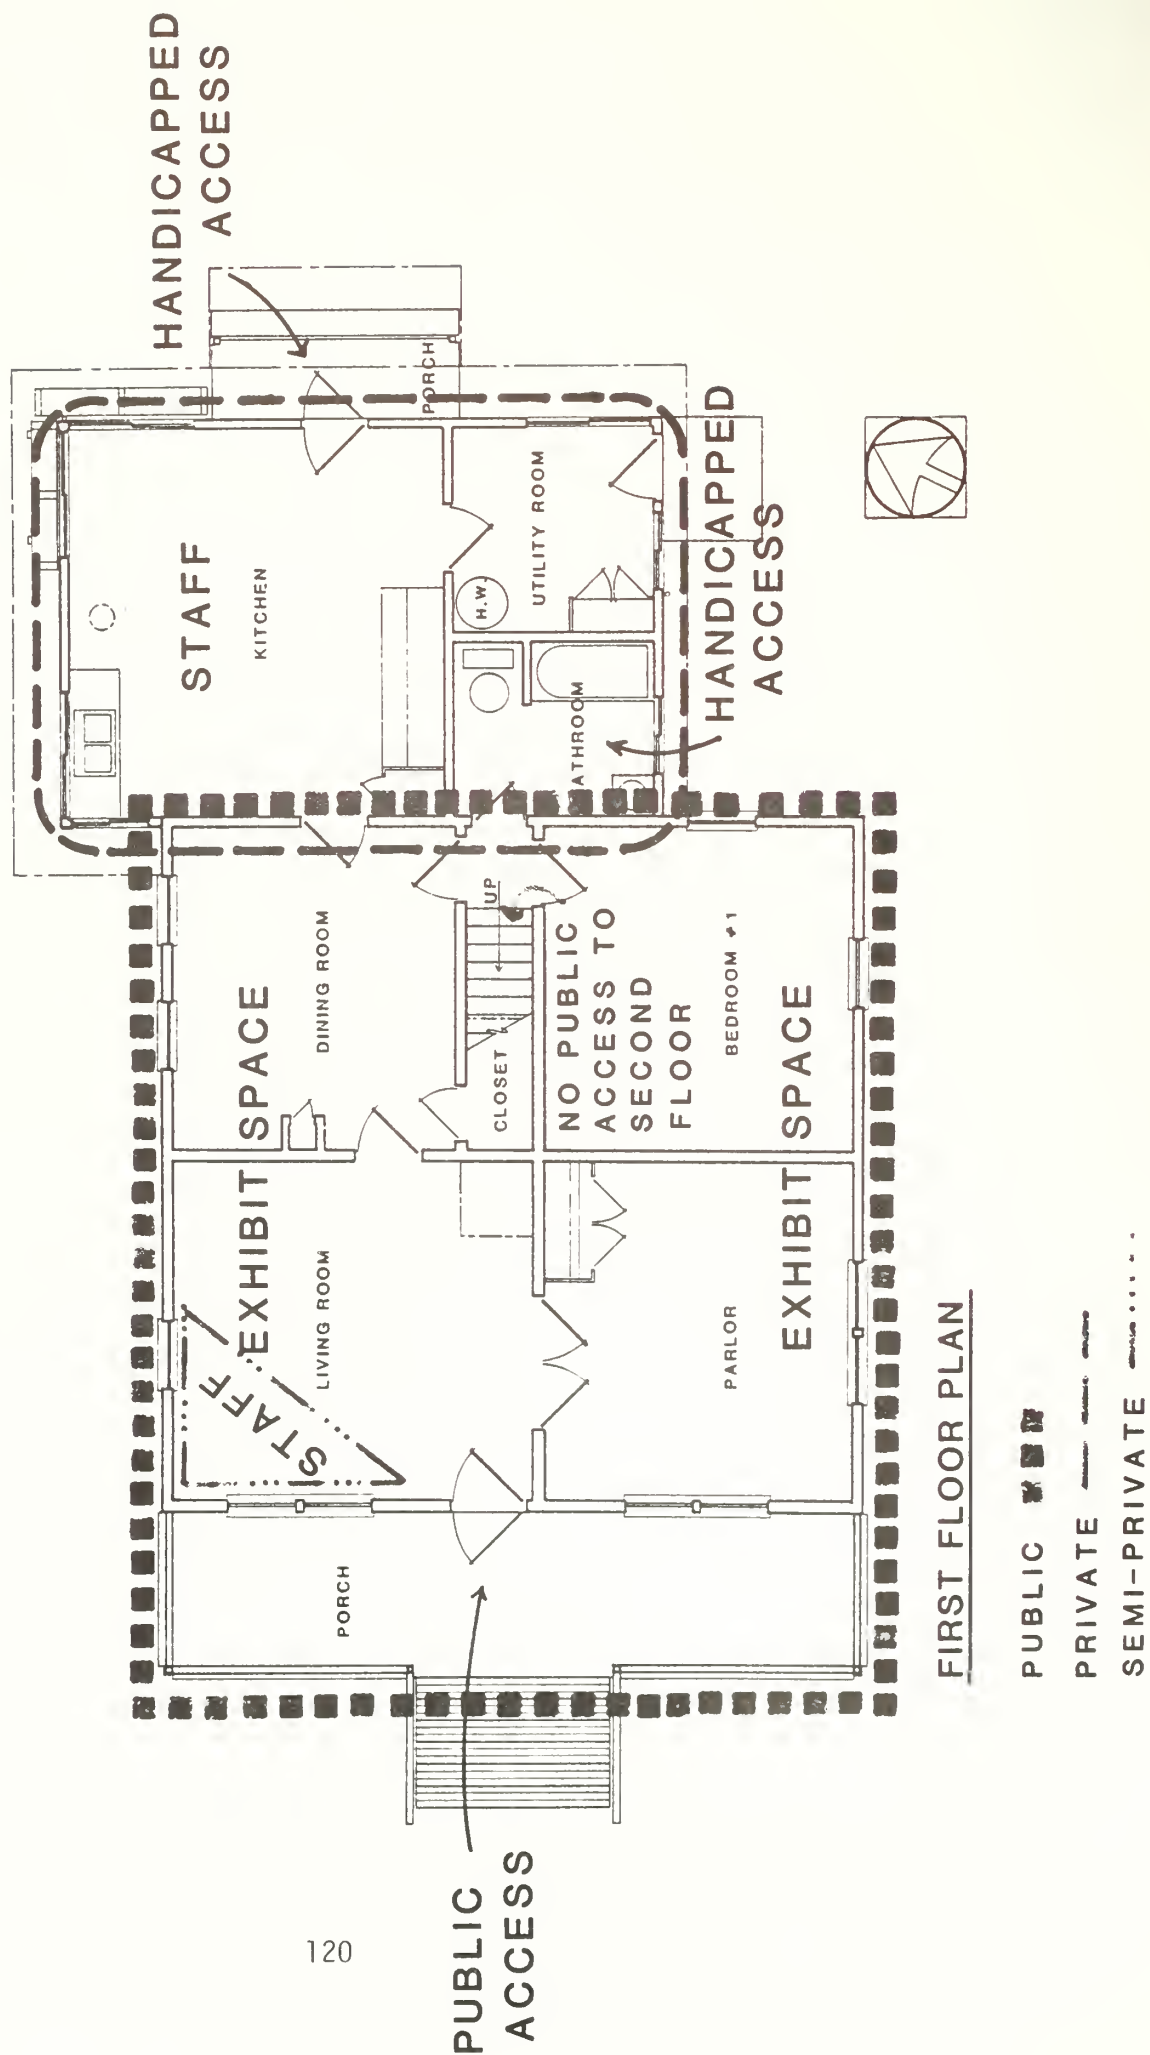 HANDICAPPED
ACCESS
PORCH
STAFF
KITCHEN
UTILITY ROOM
H.W.
ATHROOM
HANDICAPPED
ACCESS
EXHIBIT SPACE
DINING ROOM
UP
CLOSET
NO PUBLIC
ACCESS TO
SECOND
FLOOR
BEDROOM #1
STAFF
LIVING ROOM
PARLOR
EXHIBIT SPACE
PORCH
PUBLIC
ACCESS
FIRST FLOOR PLAN
PUBLIC
PRIVATE
SEMI-PRIVATE
120